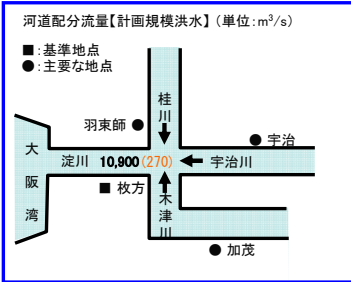 河道配分流量【計画規模洪水】(単位:m³/s)
■:基準地点
●:主要な地点
桂川
羽束師 ●
● 宇治
大阪湾
淀川 10,900(270)
宇治川
■ 枚方
木津川
● 加茂